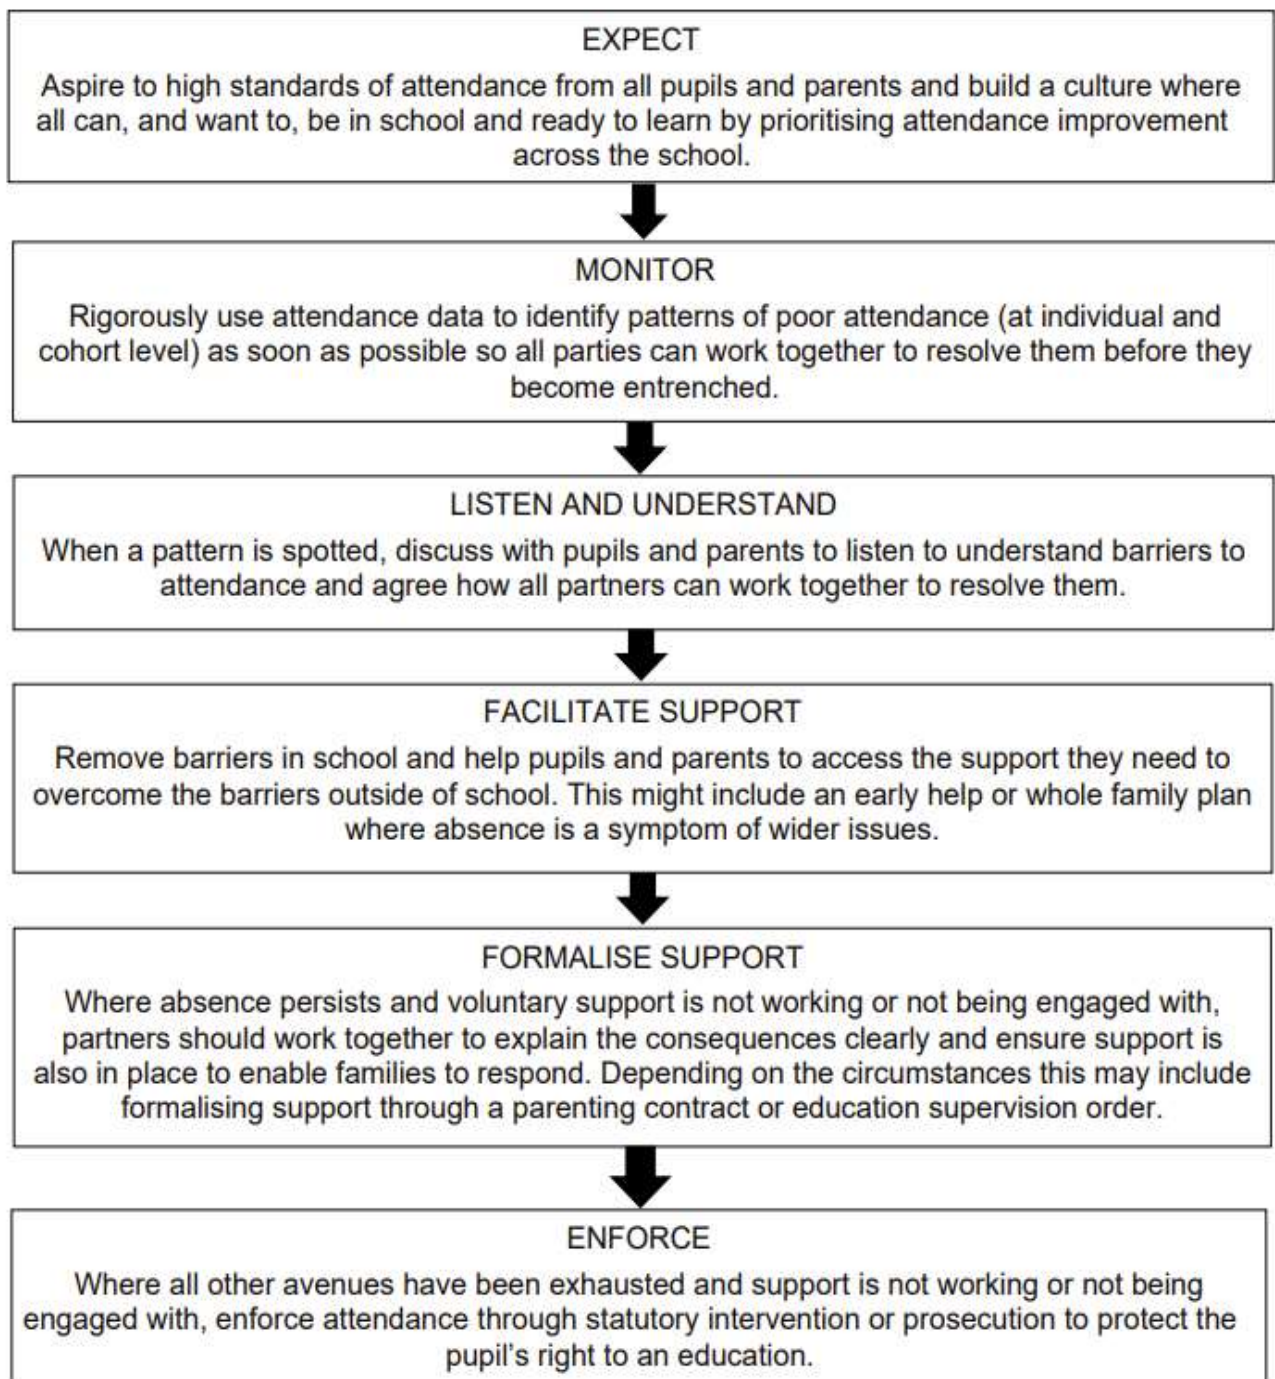 EXPECT
Aspire to high standards of attendance from all pupils and parents and build a culture where
all can, and want to, be in school and ready to learn by prioritising attendance improvement
across the school.
MONITOR
Rigorously use attendance data to identify patterns of poor attendance (at individual and
cohort level) as soon as possible so all parties can work together to resolve them before they
become entrenched.
LISTEN AND UNDERSTAND
When a pattern is spotted, discuss with pupils and parents to listen to understand barriers to
attendance and agree how all partners can work together to resolve them.
FACILITATE SUPPORT
Remove barriers in school and help pupils and parents to access the support they need to
overcome the barriers outside of school. This might include an early help or whole family plan
where absence is a symptom of wider issues.
FORMALISE SUPPORT
Where absence persists and voluntary support is not working or not being engaged with,
partners should work together to explain the consequences clearly and ensure support is
also in place to enable families to respond. Depending on the circumstances this may include
formalising support through a parenting contract or education supervision order.
ENFORCE
Where all other avenues have been exhausted and support is not working or not being
engaged with, enforce attendance through statutory intervention or prosecution to protect the
pupil's right to an education.